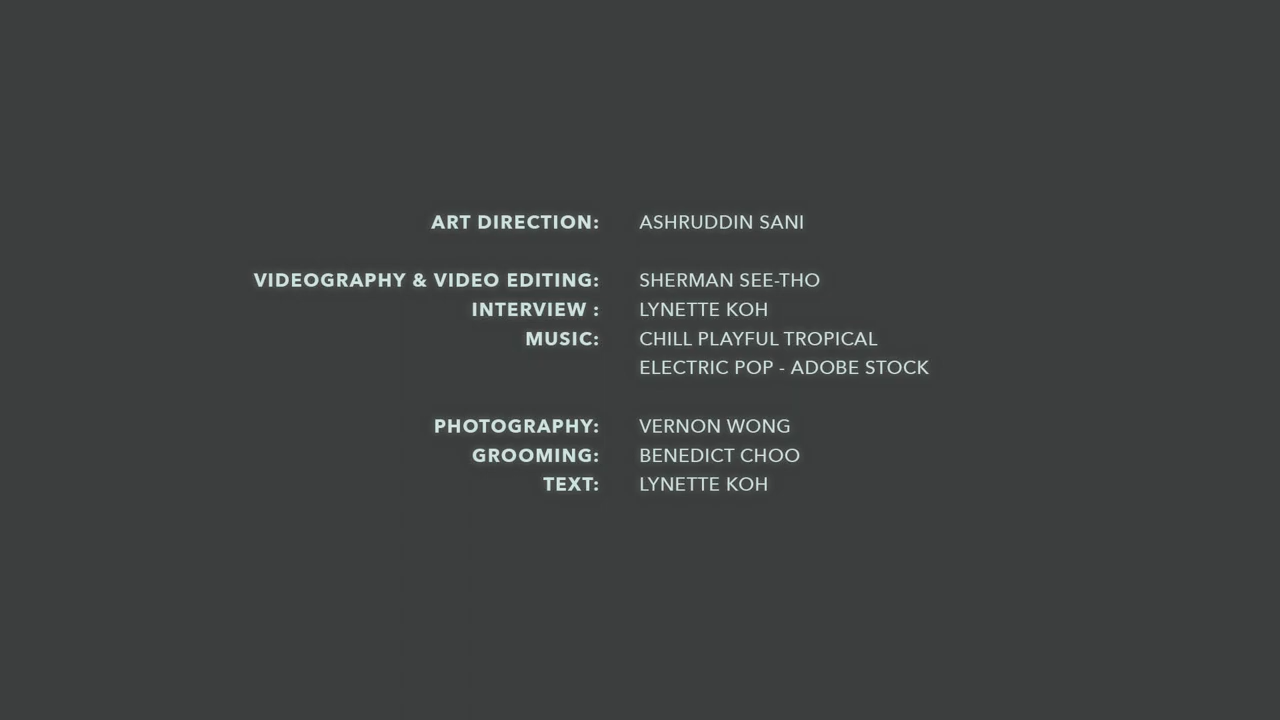 ART DIRECTION: ASHRUDDIN SANI
VIDEOGRAPHY & VIDEO EDITING: SHERMAN SEE-THO
INTERVIEW : LYNETTE KOH
MUSIC: CHILL PLAYFUL TROPICAL
ELECTRIC POP - ADOBE STOCK
PHOTOGRAPHY: VERNON WONG
GROOMING: BENEDICT CHOO
TEXT: LYNETTE KOH